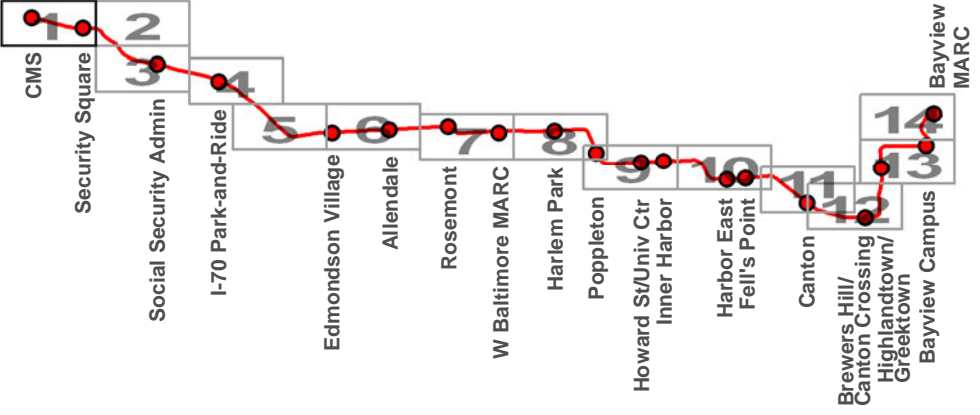 1
2
3
4
5
6
7
8
9
10
11
12
13
14
CMS
Security Square
Social Security Admin
I-70 Park-and-Ride
Edmondson Village
Allendale
Rosemont
W Baltimore MARC
Harlem Park
Poppleton
Howard St/Univ Ctr
Inner Harbor
Harbor East
Fell's Point
Canton
Brewers Hill/
Canton Crossing
Highlandtown/
Greektown
Bayview Campus
Bayview
MARC